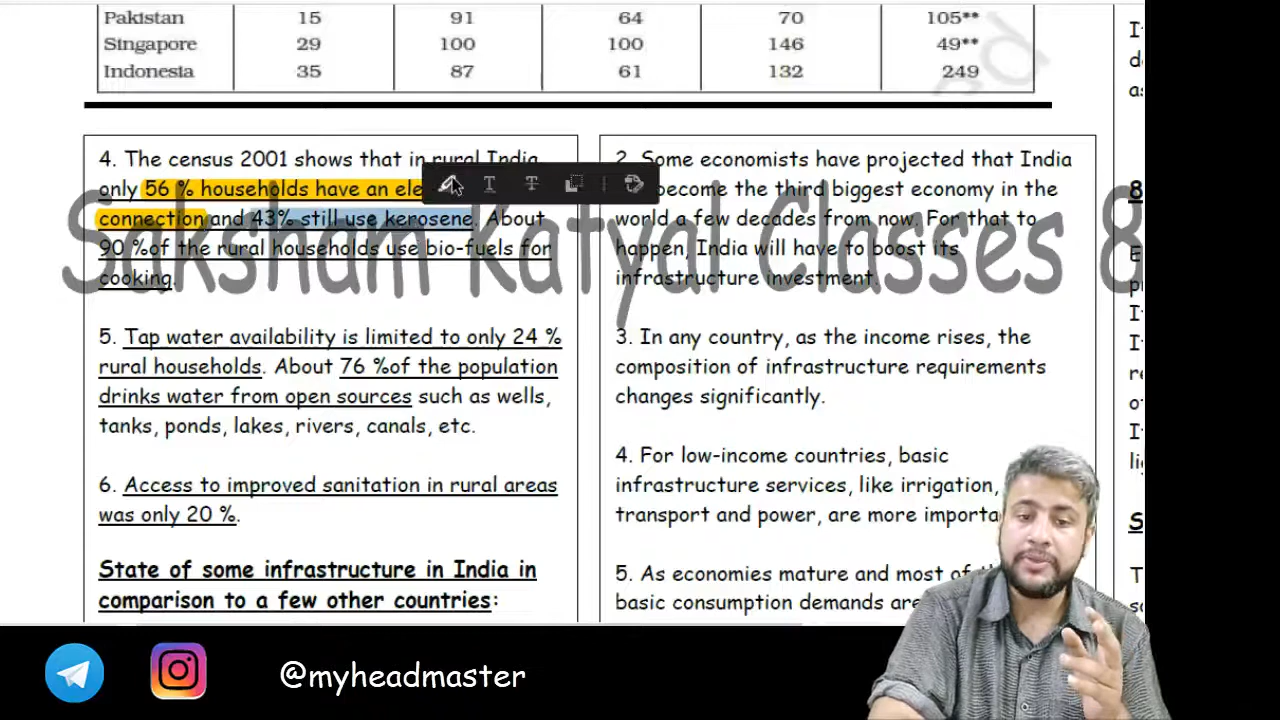 Pakistan 15 91 64 70 105**
Singapore 29 100 100 146 49**
Indonesia 35 87 61 132 249
4. The census 2001 shows that in rural India
only 56 % households have an ele
connection and 43% still use kerosene. About
90 %of the rural households use bio-fuels for
cooking.
5. Tap water availability is limited to only 24 %
rural households. About 76 %of the population
drinks water from open sources such as wells,
tanks, ponds, lakes, rivers, canals, etc.
6. Access to improved sanitation in rural areas
was only 20 %.
State of some infrastructure in India in
comparison to a few other countries:
2. Some economists have projected that India
become the third biggest economy in the
world a few decades from now. For that to
happen, India will have to boost its
infrastructure investment.
3. In any country, as the income rises, the
composition of infrastructure requirements
changes significantly.
4. For low-income countries, basic
infrastructure services, like irrigation,
transport and power, are more importa
5. As economies mature and most of
basic consumption demands are
Saksham Katyal Classes 8
@myheadmaster